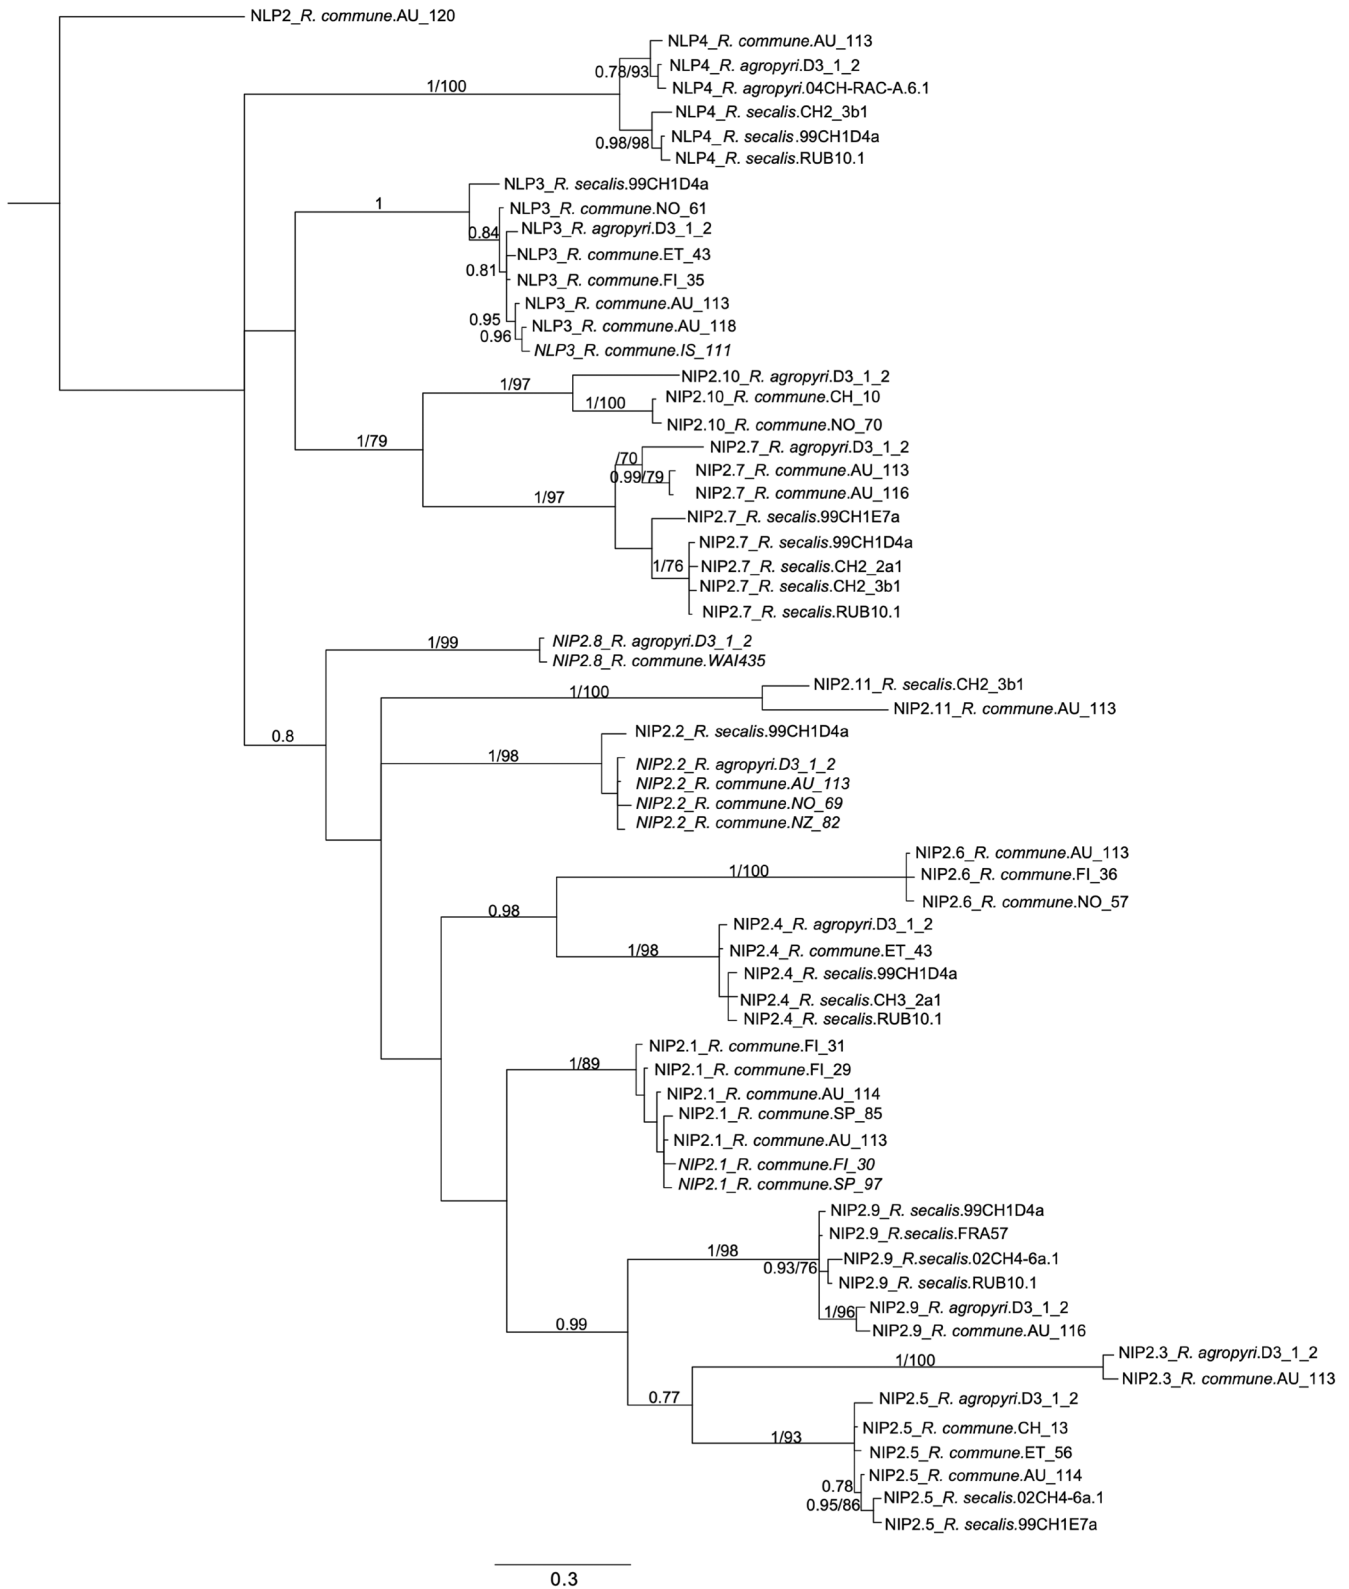 NLP2_R. commune.AU_120
NLP4_R. commune.AU_113
0.78/93
NLP4_R. agropyri.D3_1_2
1/100
NLP4_R. agropyri.04CH-RAC-A.6.1
NLP4_R. secalis.CH2_3b1
NLP4_R. secalis.99CH1D4a
0.98/98
NLP4_R. secalis.RUB10.1
NLP3_R. secalis.99CH1D4a
1
NLP3_R. commune.NO_61
NLP3_R. agropyri.D3_1_2
0.84
NLP3_R. commune.ET_43
0.81
NLP3_R. commune.FI_35
NLP3_R. commune.AU_113
0.95
NLP3_R. commune.AU_118
0.96
NLP3_R. commune.IS_111
NIP2.10_R. agropyri.D3_1_2
1/97
NIP2.10_R. commune.CH_10
1/100
NIP2.10_R. commune.NO_70
1/79
NIP2.7_R. agropyri.D3_1_2
/70
NIP2.7_R. commune.AU_113
0.99/79
NIP2.7_R. commune.AU_116
1/97
NIP2.7_R. secalis.99CH1E7a
NIP2.7_R. secalis.99CH1D4a
1/76
NIP2.7_R. secalis.CH2_2a1
NIP2.7_R. secalis.CH2_3b1
NIP2.7_R. secalis.RUB10.1
1/99
NIP2.8_R. agropyri.D3_1_2
NIP2.8_R. commune.WAI435
NIP2.11_R. secalis.CH2_3b1
1/100
NIP2.11_R. commune.AU_113
0.8
NIP2.2_R. secalis.99CH1D4a
1/98
NIP2.2_R. agropyri.D3_1_2
NIP2.2_R. commune.AU_113
NIP2.2_R. commune.NO_69
NIP2.2_R. commune.NZ_82
NIP2.6_R. commune.AU_113
1/100
NIP2.6_R. commune.FI_36
NIP2.6_R. commune.NO_57
0.98
NIP2.4_R. agropyri.D3_1_2
1/98
NIP2.4_R. commune.ET_43
NIP2.4_R. secalis.99CH1D4a
NIP2.4_R. secalis.CH3_2a1
NIP2.4_R. secalis.RUB10.1
NIP2.1_R. commune.FI_31
1/89
NIP2.1_R. commune.FI_29
NIP2.1_R. commune.AU_114
NIP2.1_R. commune.SP_85
NIP2.1_R. commune.AU_113
NIP2.1_R. commune.FI_30
NIP2.1_R. commune.SP_97
NIP2.9_R. secalis.99CH1D4a
NIP2.9_R.secalis.FRA57
1/98
NIP2.9_R.secalis.02CH4-6a.1
0.93/76
NIP2.9_R. secalis.RUB10.1
NIP2.9_R. agropyri.D3_1_2
1/96
NIP2.9_R. commune.AU_116
0.99
NIP2.3_R. agropyri.D3_1_2
1/100
NIP2.3_R. commune.AU_113
0.77
NIP2.5_R. agropyri.D3_1_2
NIP2.5_R. commune.CH_13
1/93
NIP2.5_R. commune.ET_56
NIP2.5_R. commune.AU_114
0.78
NIP2.5_R. secalis.02CH4-6a.1
0.95/86
NIP2.5_R. secalis.99CH1E7a
0.3